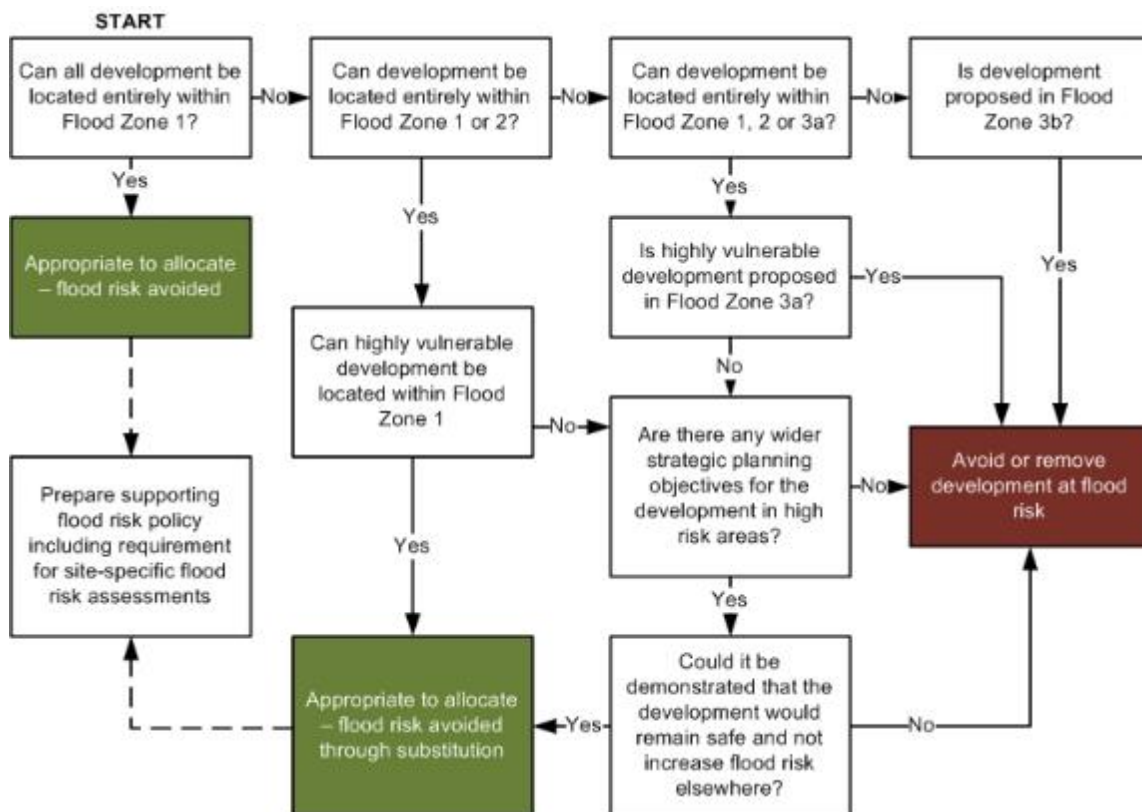 START
Can all development be
located entirely within
Flood Zone 1?
No
Can development be
located entirely within
Flood Zone 1 or 2?
No
Can development be
located entirely within
Flood Zone 1, 2 or 3a?
No
Is development
proposed in Flood
Zone 3b?
Yes
Yes
Yes
Yes
Appropriate to allocate
– flood risk avoided
Is highly vulnerable
development proposed
in Flood Zone 3a?
Yes
No
Can highly vulnerable
development be
located within Flood
Zone 1
No
Yes
Are there any wider
strategic planning
objectives for the
development in high
risk areas?
No
Yes
Avoid or remove
development at flood
risk
Prepare supporting
flood risk policy
including requirement
for site-specific flood
risk assessments
Appropriate to allocate
– flood risk avoided
through substitution
Yes
Could it be
demonstrated that the
development would
remain safe and not
increase flood risk
elsewhere?
No